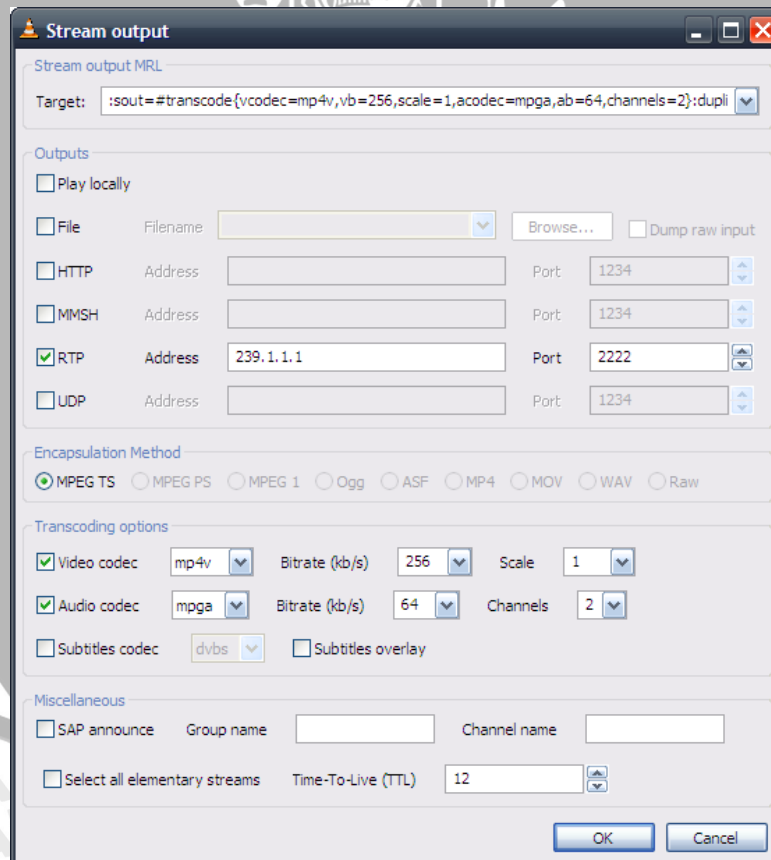 Stream output
Stream output MRL
Target: :sout=#transcode{vcodec=mp4v,vb=256,scale=1,acodec=mpga,ab=64,channels=2}:dupli
Outputs
Play locally
File Filename Browse... Dump raw input
HTTP Address Port 1234
MMSH Address Port 1234
RTP Address 239.1.1.1 Port 2222
UDP Address Port 1234
Encapsulation Method
MPEG TS MPEG PS MPEG 1 Ogg ASF MP4 MOV WAV Raw
Transcoding options
Video codec mp4v Bitrate (kb/s) 256 Scale 1
Audio codec mpga Bitrate (kb/s) 64 Channels 2
Subtitles codec dvbs Subtitles overlay
Miscellaneous
SAP announce Group name Channel name
Select all elementary streams Time-To-Live (TTL) 12
OK Cancel